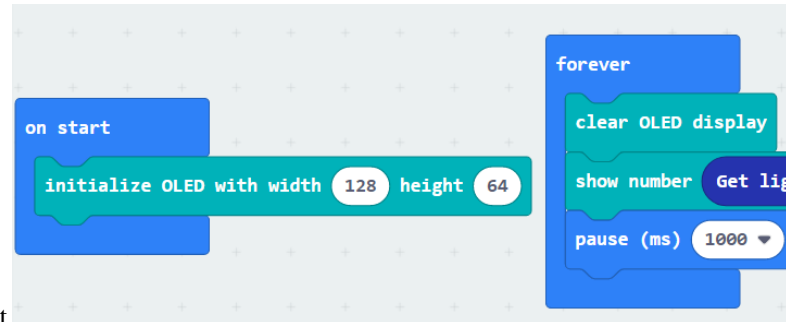 on start
initialize OLED with width 128 height 64
forever
clear OLED display
show number Get lig
pause (ms) 1000
t